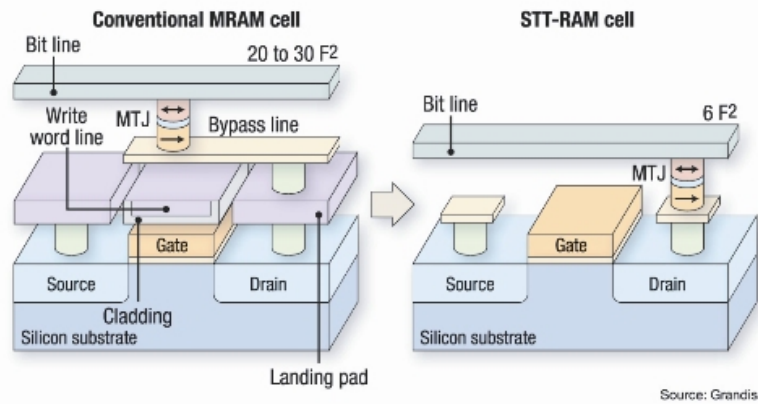 Conventional MRAM cell
Bit line
20 to 30 F²
Write
word line
MTJ
Bypass line
Gate
Source
Drain
Cladding
Silicon substrate
Landing pad
STT-RAM cell
Bit line
6 F²
MTJ
Gate
Source
Drain
Silicon substrate
Source: Grandis